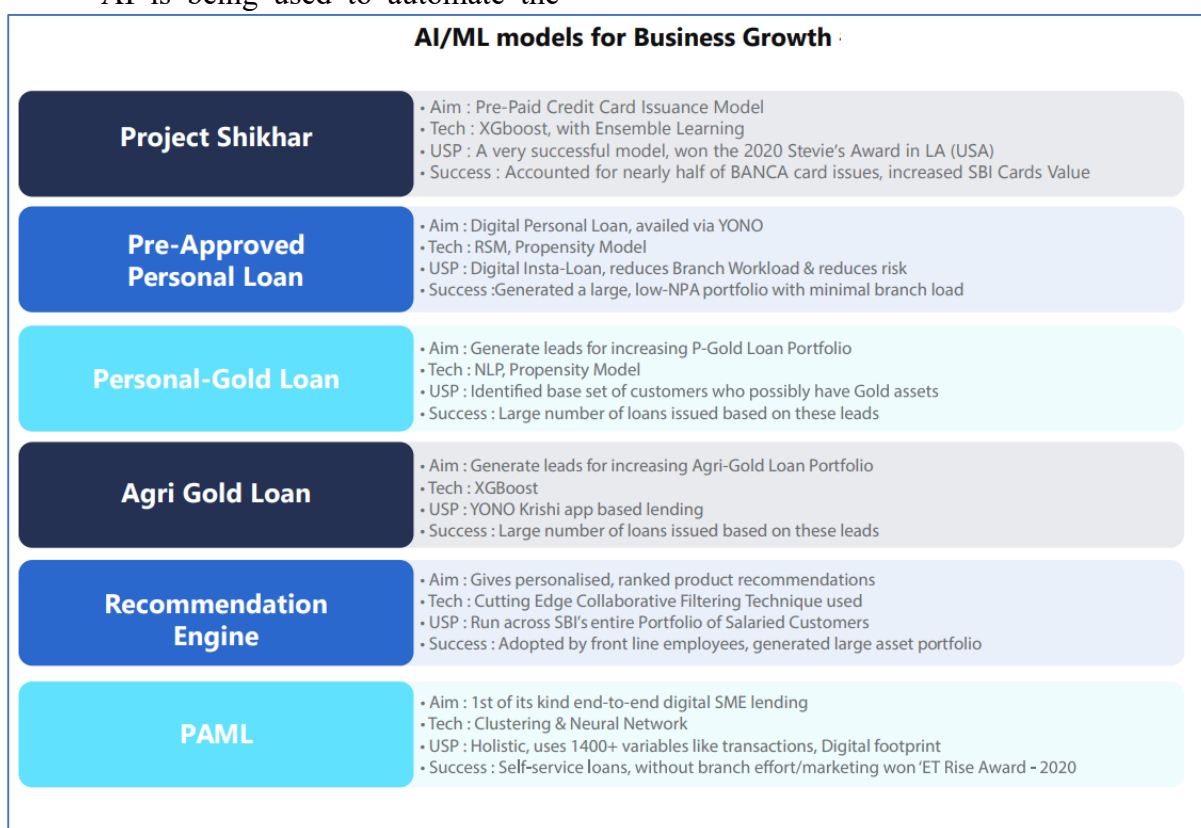 AI is being used to automate the
AI/ML models for Business Growth
Project Shikhar
• Aim : Pre-Paid Credit Card Issuance Model
• Tech : XGboost, with Ensemble Learning
• USP : A very successful model, won the 2020 Stevie's Award in LA (USA)
• Success : Accounted for nearly half of BANCA card issues, increased SBI Cards Value
Pre-Approved
Personal Loan
• Aim : Digital Personal Loan, availed via YONO
• Tech : RSM, Propensity Model
• USP : Digital Insta-Loan, reduces Branch Workload & reduces risk
• Success :Generated a large, low-NPA portfolio with minimal branch load
Personal-Gold Loan
• Aim : Generate leads for increasing P-Gold Loan Portfolio
• Tech : NLP, Propensity Model
• USP : Identified base set of customers who possibly have Gold assets
• Success : Large number of loans issued based on these leads
Agri Gold Loan
• Aim : Generate leads for increasing Agri-Gold Loan Portfolio
• Tech : XGBoost
• USP : YONO Krishi app based lending
• Success : Large number of loans issued based on these leads
Recommendation
Engine
• Aim : Gives personalised, ranked product recommendations
• Tech : Cutting Edge Collaborative Filtering Technique used
• USP : Run across SBI's entire Portfolio of Salaried Customers
• Success : Adopted by front line employees, generated large asset portfolio
PAML
• Aim : 1st of its kind end-to-end digital SME lending
• Tech : Clustering & Neural Network
• USP : Holistic, uses 1400+ variables like transactions, Digital footprint
• Success : Self-service loans, without branch effort/marketing won 'ET Rise Award - 2020